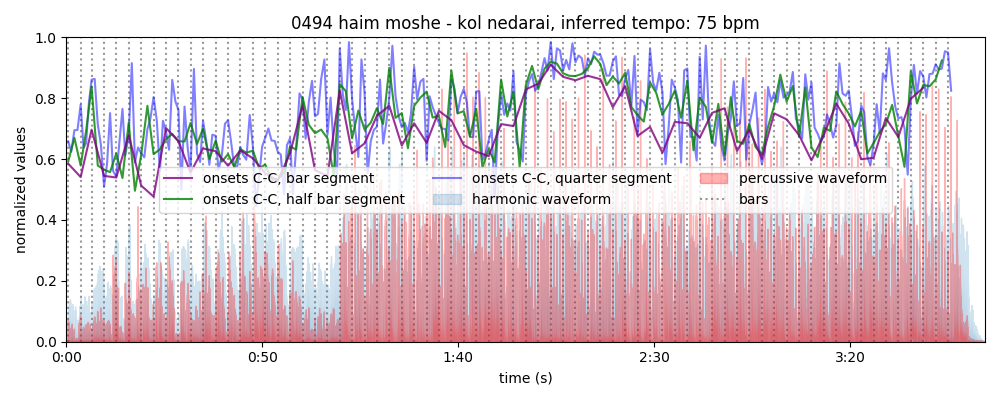 0494 haim moshe - kol nedarai, inferred tempo: 75 bpm
1.0
0.8
0.6
0.4
0.2
0.0
normalized values
onsets C-C, bar segment
onsets C-C, half bar segment
onsets C-C, quarter segment
harmonic waveform
percussive waveform
bars
0:00 0:50 1:40 2:30 3:20
time (s)